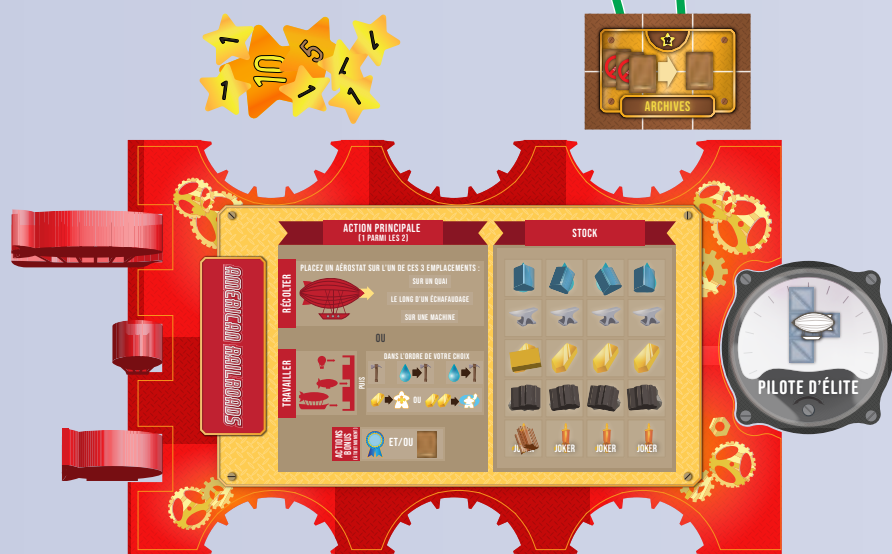 1
10
5
1
1
1
1
1
ARCHIVES
AMERICAN RAILROADS
ACTION PRINCIPALE
(1 PARMI LES 2)
RÉCOLTER
PLACEZ UN AÉROSTAT SUR L'UN DE CES 3 EMPLACEMENTS :
SUR UN QUAI
LE LONG D'UN ÉCHAFAUDAGE
SUR UNE MACHINE
OU
TRAVAILLER
PUIS
DANS L'ORDRE DE VOTRE CHOIX
OU
ACTIONS
BONUS
ET/OU
STOCK
JOKER
JOKER
JOKER
PILOTE D'ÉLITE